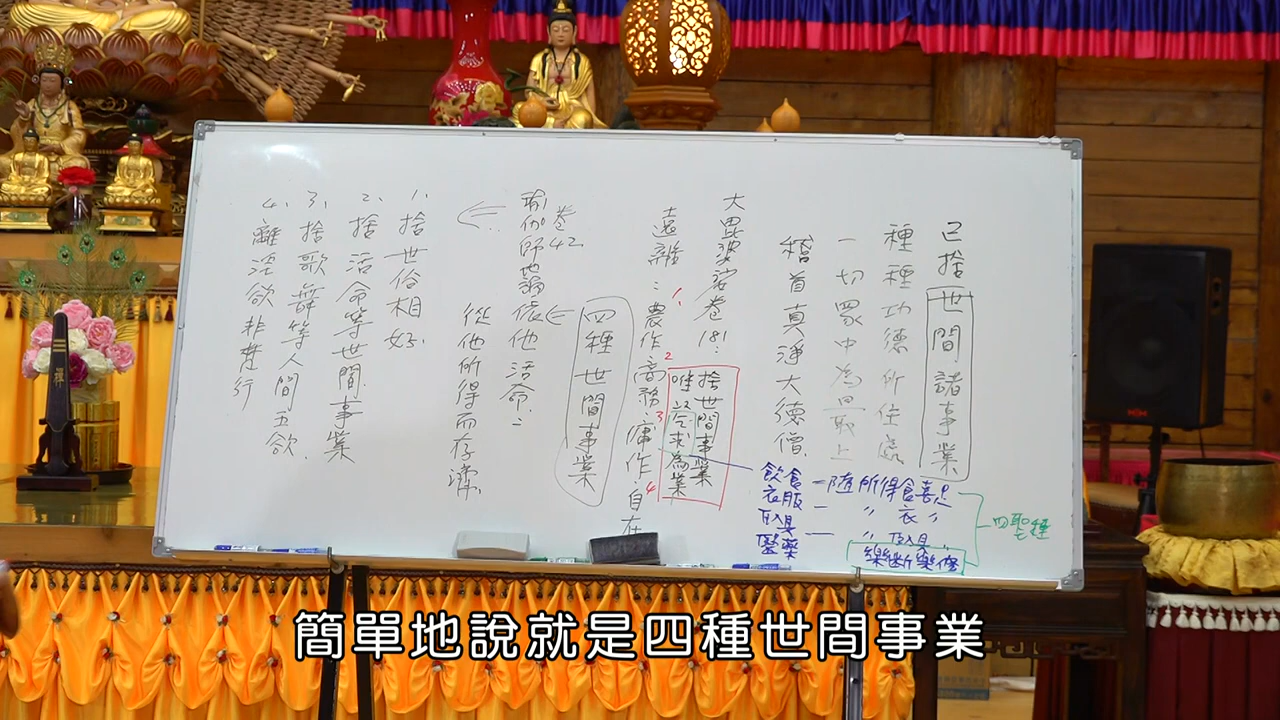 已捨世間諸事業
種種功德所住處
一切眾中為最上
稽首真淨大德僧
大毘婆沙卷181:
捨世間事業
唯以乞求為業
遠離:1.農作2商務3傭作4自在
四種世間事業
瑜伽師地論卷42.依他活命:
從他所得而存濟
1.捨世俗相好
2.捨活命等世間事業
3.捨歌舞等人間五欲
4.離淫欲非梵行
飲食—隨所得食喜足
衣服—〃衣〃
臥具—〃臥具〃
醫藥
樂斷樂修
四聖種
禪
簡單地說就是四種世間事業